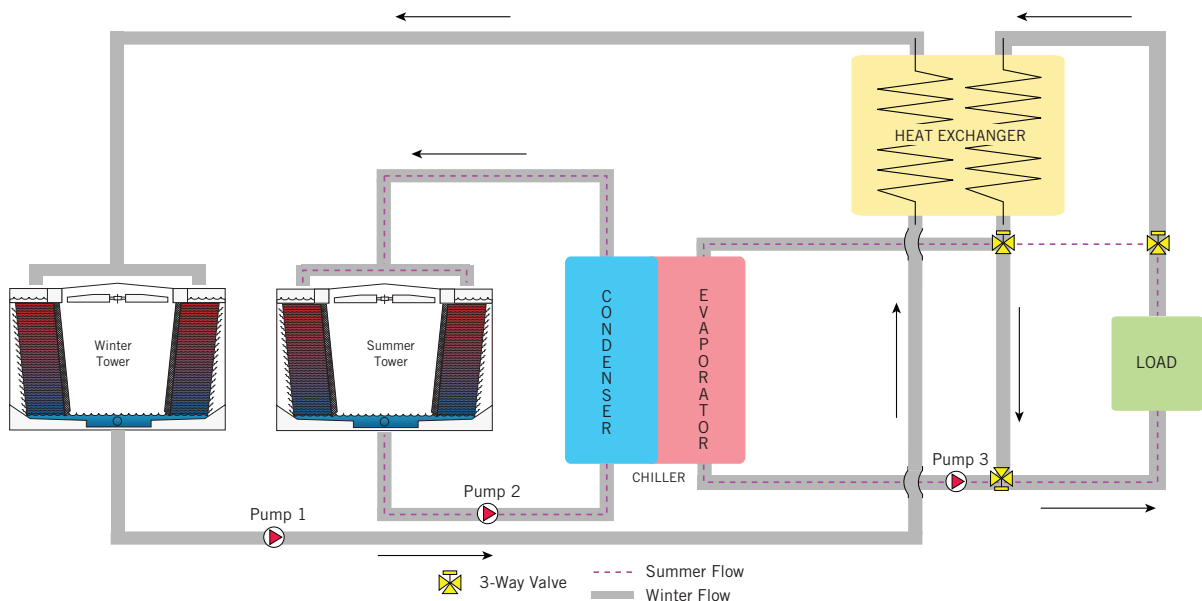 HEAT EXCHANGER
Winter
Tower
Summer
Tower
CONDENSER
EVAPORATOR
LOAD
CHILLER
Pump 3
Pump 2
Pump 1
3-Way Valve
Summer Flow
Winter Flow